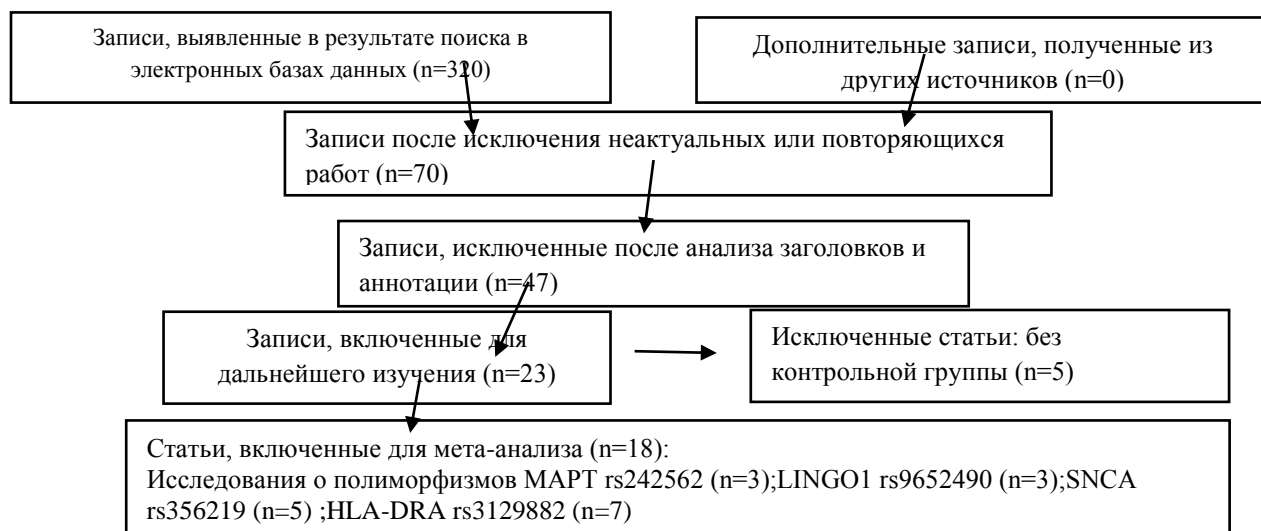 Записи, выявленные в результате поиска в
электронных базах данных (n=320)
Дополнительные записи, полученные из
других источников (n=0)
Записи после исключения неактуальных или повторяющихся
работ (n=70)
Записи, исключенные после анализа заголовков и
аннотации (n=47)
Записи, включенные для
дальнейшего изучения (n=23)
Исключенные статьи: без
контрольной группы (n=5)
Статьи, включенные для мета-анализа (n=18):
Исследования о полиморфизмов MAPT rs242562 (n=3);LINGO1 rs9652490 (n=3);SNCA
rs356219 (n=5) ;HLA-DRA rs3129882 (n=7)